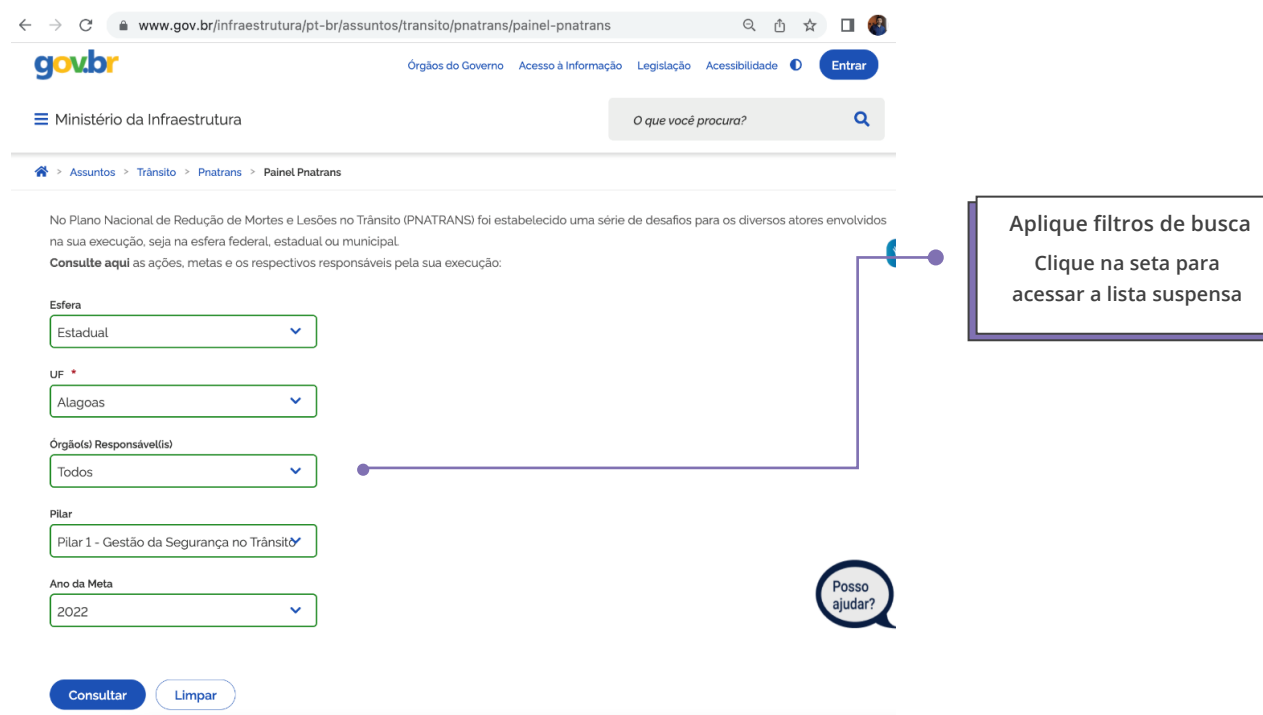 www.gov.br/infraestrutura/pt-br/assuntos/transito/pnatrans/painel-pnatrans
gov.br
Órgãos do Governo Acesso à Informação Legislação Acessibilidade Entrar
Ministério da Infraestrutura
O que você procura?
> Assuntos > Trânsito > Pnatrans > Painel Pnatrans
No Plano Nacional de Redução de Mortes e Lesões no Trânsito (PNATRANS) foi estabelecido uma série de desafios para os diversos atores envolvidos
na sua execução, seja na esfera federal, estadual ou municipal.
Consulte aqui as ações, metas e os respectivos responsáveis pela sua execução:
Aplique filtros de busca
Clique na seta para
acessar a lista suspensa
Esfera
Estadual
UF *
Alagoas
Órgão(s) Responsável(is)
Todos
Pilar
Pilar 1 - Gestão da Segurança no Trânsito
Ano da Meta
2022
Posso
ajudar?
Consultar Limpar